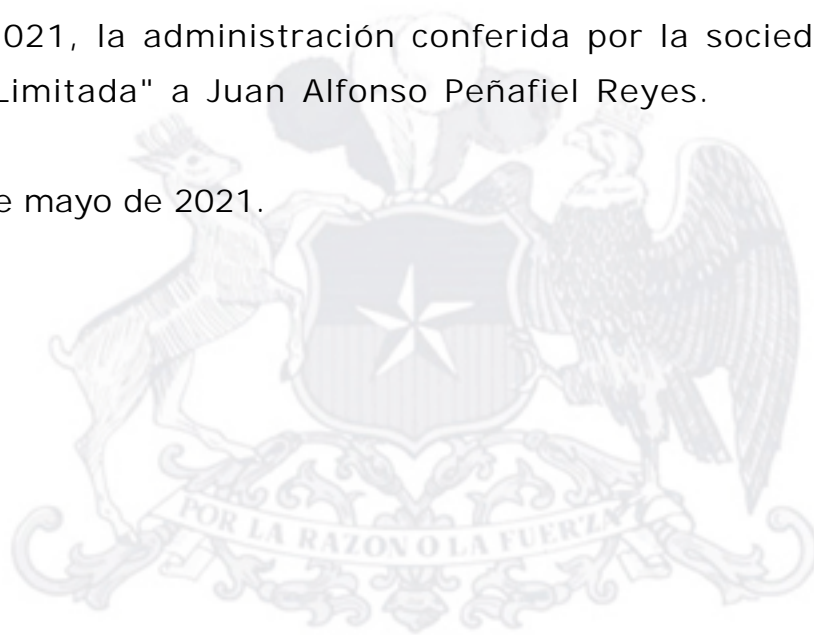 021, la administración conferida por la socied
Limitada" a Juan Alfonso Peñafiel Reyes.
e mayo de 2021.
POR LA RAZON O LA FUERZA